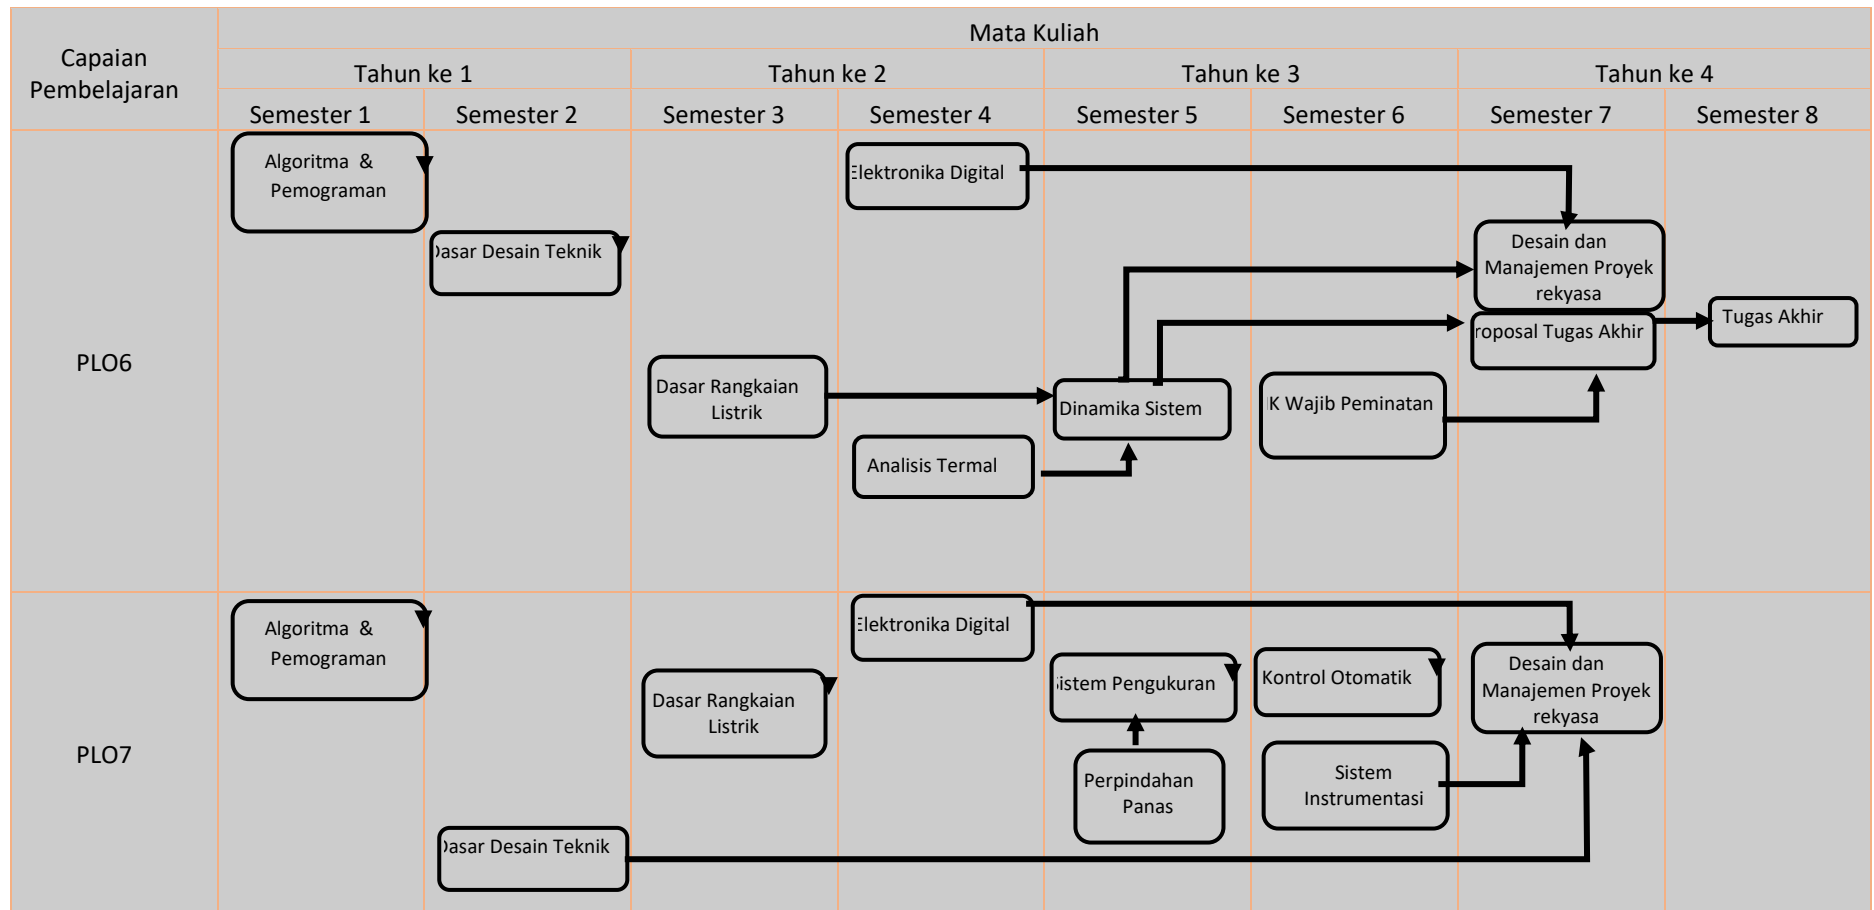 Mata Kuliah
Capaian
Pembelajaran
Tahun ke 1
Tahun ke 2
Tahun ke 3
Tahun ke 4
Semester 1
Semester 2
Semester 3
Semester 4
Semester 5
Semester 6
Semester 7
Semester 8
PLO6
Algoritma &
Pemograman
Elektronika Digital
asar Desain Teknik
Desain dan
Manajemen Proyek
rekyasa
roposal Tugas Akhir
Tugas Akhir
Dasar Rangkaian
Listrik
Dinamika Sistem
K Wajib Peminatan
Analisis Termal
PLO7
Algoritma &
Pemograman
Elektronika Digital
Dasar Rangkaian
Listrik
istem Pengukuran
Kontrol Otomatik
Desain dan
Manajemen Proyek
rekyasa
Perpindahan
Panas
Sistem
Instrumentasi
asar Desain Teknik